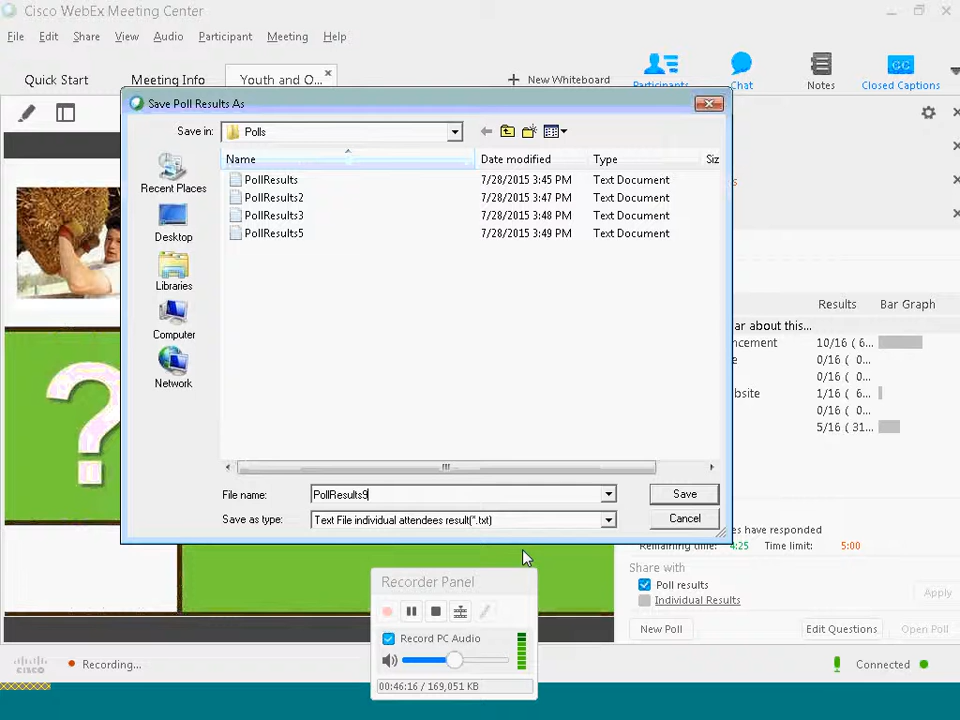 Cisco WebEx Meeting Center
File Edit Share View Audio Participant Meeting Help
Quick Start Meeting Info Youth and O... New Whiteboard Participants Chat Notes Closed Captions
Save Poll Results As
Save in: Polls
Name Date modified Type Siz
PollResults 7/28/2015 3:45 PM Text Document
PollResults2 7/28/2015 3:47 PM Text Document
PollResults3 7/28/2015 3:48 PM Text Document
PollResults5 7/28/2015 3:49 PM Text Document
Recent Places
Desktop
Libraries
Computer
Network
File name: PollResults9 Save
Save as type: Text File individual attendees result(*.txt) Cancel
Results Bar Graph
ar about this...
ncement 10/16 ( 6...
e 0/16 ( 0...
0/16 ( 0...
bsite 1/16 ( 6...
0/16 ( 0...
5/16 ( 31...
?
es have responded
Remaining time: 4:25 Time limit: 5:00
Share with
Poll results
Individual Results Apply
New Poll Edit Questions Open Poll
Recorder Panel
Record PC Audio
00:46:16 / 169,051 KB
cisco Recording... Connected